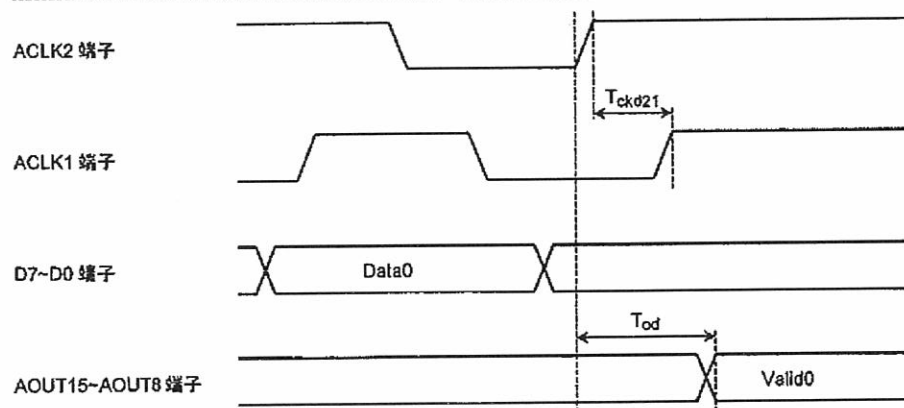 ACLK2 端子
Tckd21
ACLK1 端子
D7~D0 端子
Data0
Tod
AOUT15~AOUT8 端子
Valid0